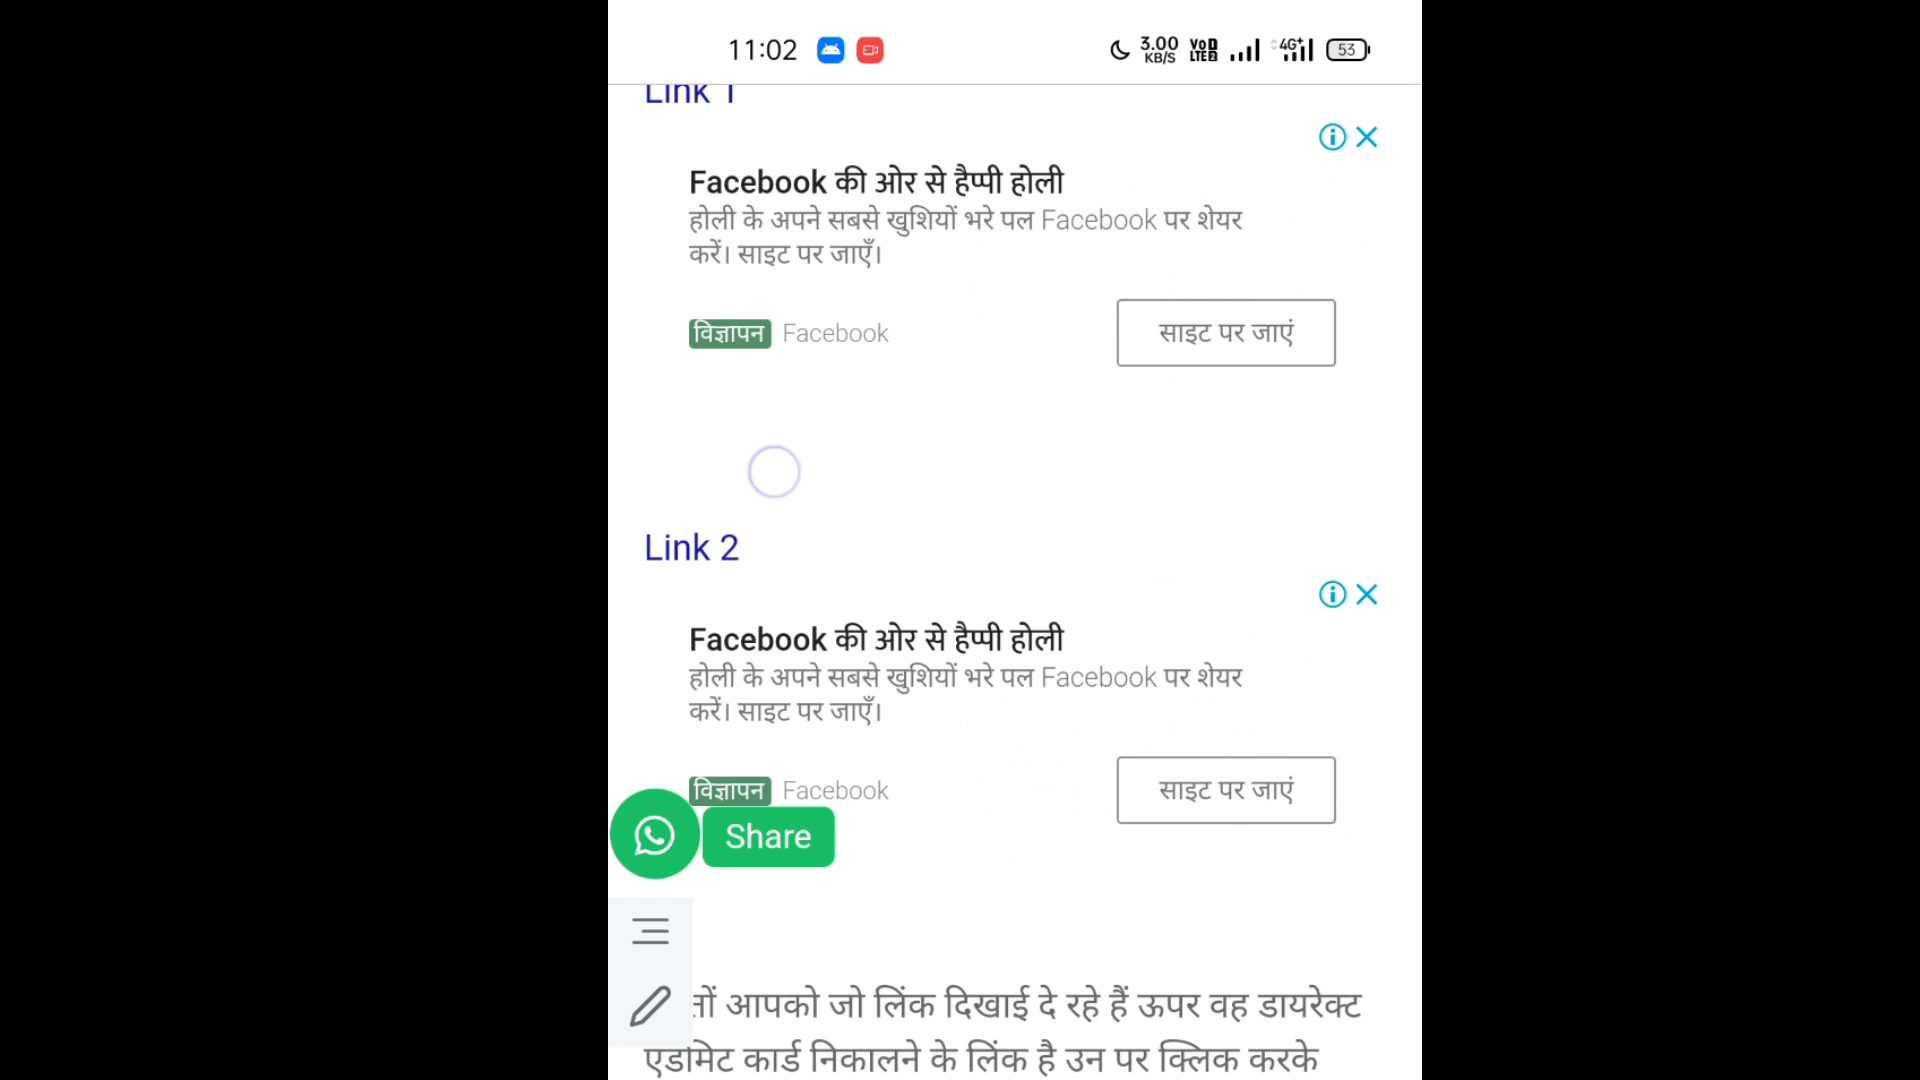 11:02 3.00 KB/S VoD LTE2 4G+ 53
Link 1
Facebook की ओर से हैप्पी होली
होली के अपने सबसे खुशियों भरे पल Facebook पर शेयर
करें। साइट पर जाएँ।
विज्ञापन Facebook साइट पर जाएं
Link 2
Facebook की ओर से हैप्पी होली
होली के अपने सबसे खुशियों भरे पल Facebook पर शेयर
करें। साइट पर जाएँ।
विज्ञापन Facebook साइट पर जाएं
Share
तों आपको जो लिंक दिखाई दे रहे हैं ऊपर वह डायरेक्ट
एडमिट कार्ड निकालने के लिंक है उन पर क्लिक करके